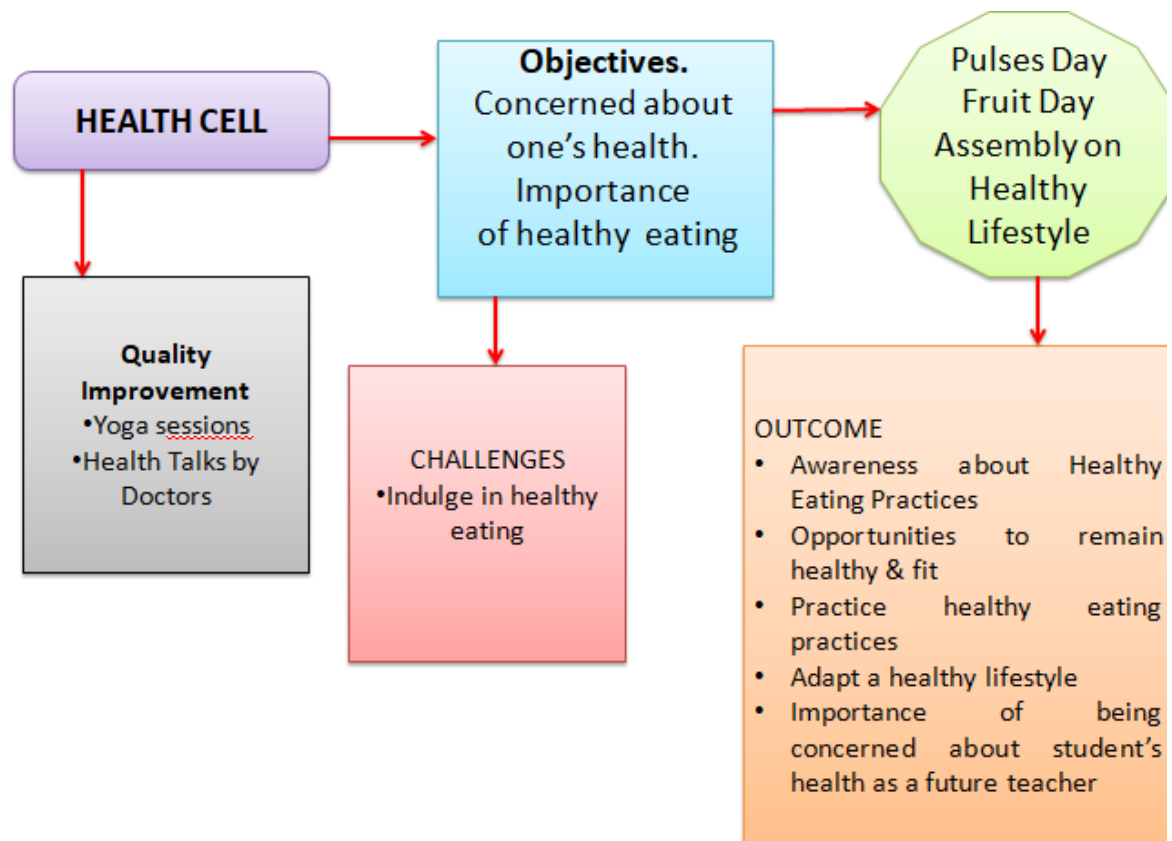 HEALTH CELL
Objectives.
Concerned about
one’s health.
Importance
of healthy eating
Pulses Day
Fruit Day
Assembly on
Healthy
Lifestyle
Quality
Improvement
•Yoga sessions
•Health Talks by
Doctors
CHALLENGES
•Indulge in healthy
eating
OUTCOME
• Awareness about Healthy
Eating Practices
• Opportunities to remain
healthy & fit
• Practice healthy eating
practices
• Adapt a healthy lifestyle
• Importance of being
concerned about student’s
health as a future teacher